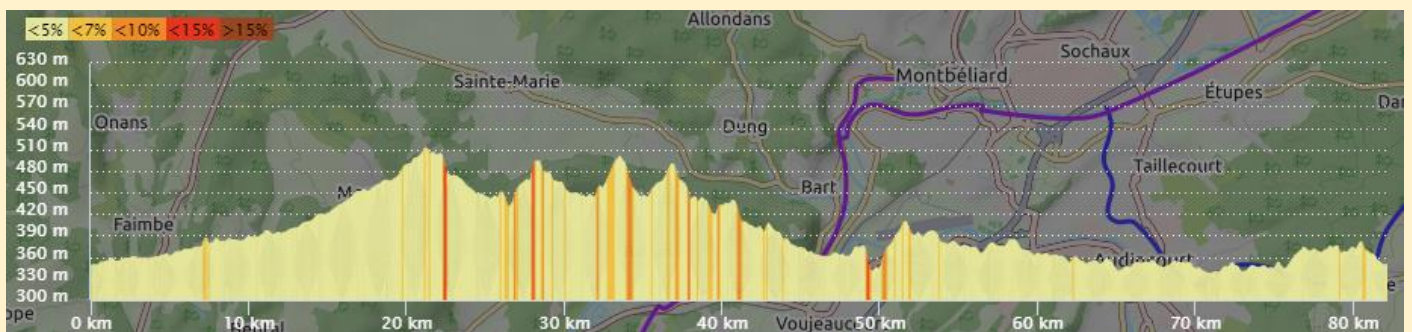 <5% <7% <10% <15% >15%
Allondans
630 m
Sochaux
600 m
Sainte-Marie
Montbéliard
570 m
Étupes
540 m
Onans
Dung
510 m
480 m
Taillecourt
450 m
Bart
420 m
Faimbe
390 m
360 m
Audincourt
330 m
300 m
0 km 10 km 20 km 30 km 40 km 50 km 60 km 70 km 80 km